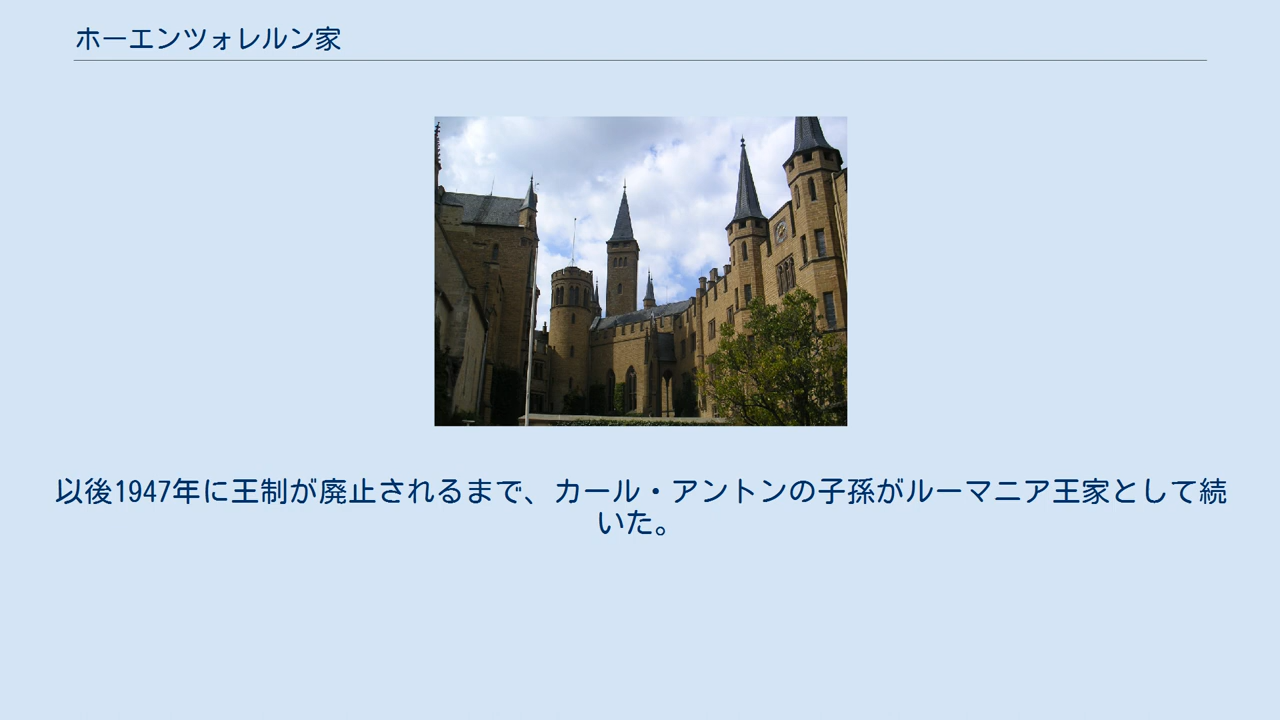 ホーエンツォレルン家
以後1947年に王制が廃止されるまで、カール・アントンの子孫がルーマニア王家として続
いた。